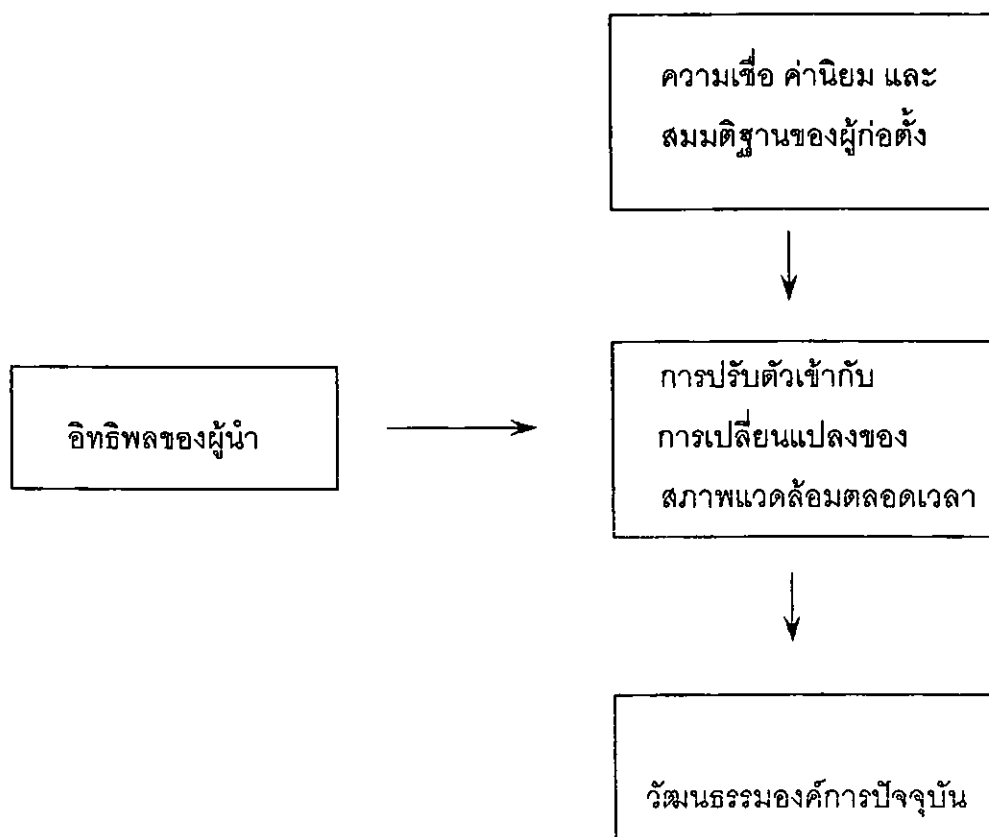 ความเชื่อ ค่านิยม และ
สมมติฐานของผู้ก่อตั้ง
อิทธิพลของผู้นำ
การปรับตัวเข้ากับ
การเปลี่ยนแปลงของ
สภาพแวดล้อมตลอดเวลา
วัฒนธรรมองค์การปัจจุบัน